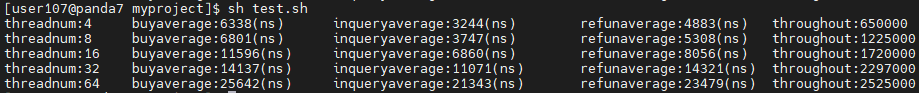 [user107@panda7 myproject]$ sh test.sh
threadnum:4 buyaverage:6338(ns) inqueryaverage:3244(ns) refunaverage:4883(ns) throughout:650000
threadnum:8 buyaverage:6801(ns) inqueryaverage:3747(ns) refunaverage:5308(ns) throughout:1225000
threadnum:16 buyaverage:11596(ns) inqueryaverage:6860(ns) refunaverage:8056(ns) throughout:1720000
threadnum:32 buyaverage:14137(ns) inqueryaverage:11071(ns) refunaverage:14321(ns) throughout:2297000
threadnum:64 buyaverage:25642(ns) inqueryaverage:21343(ns) refunaverage:23479(ns) throughout:2525000